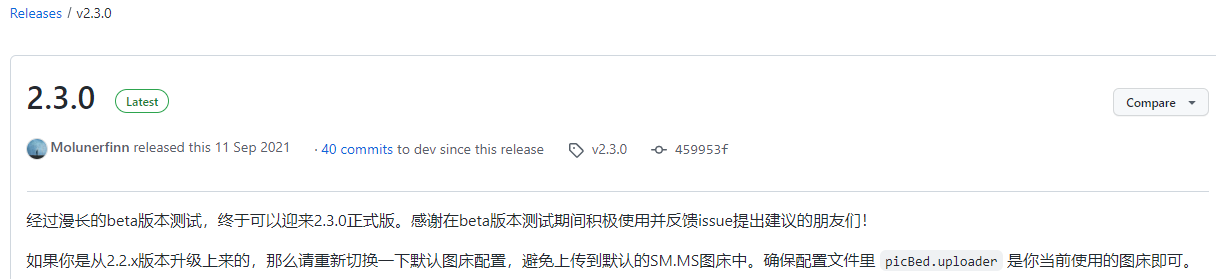 Releases / v2.3.0
2.3.0 Latest Compare
Molunerfinn released this 11 Sep 2021 · 40 commits to dev since this release v2.3.0 459953f
经过漫长的beta版本测试，终于可以迎来2.3.0正式版。感谢在beta版本测试期间积极使用并反馈issue提出建议的朋友们！
如果你是从2.2.x版本升级上来的，那么请重新切换一下默认图床配置，避免上传到默认的SM.MS图床中。确保配置文件里 picBed.uploader 是你当前使用的图床即可。